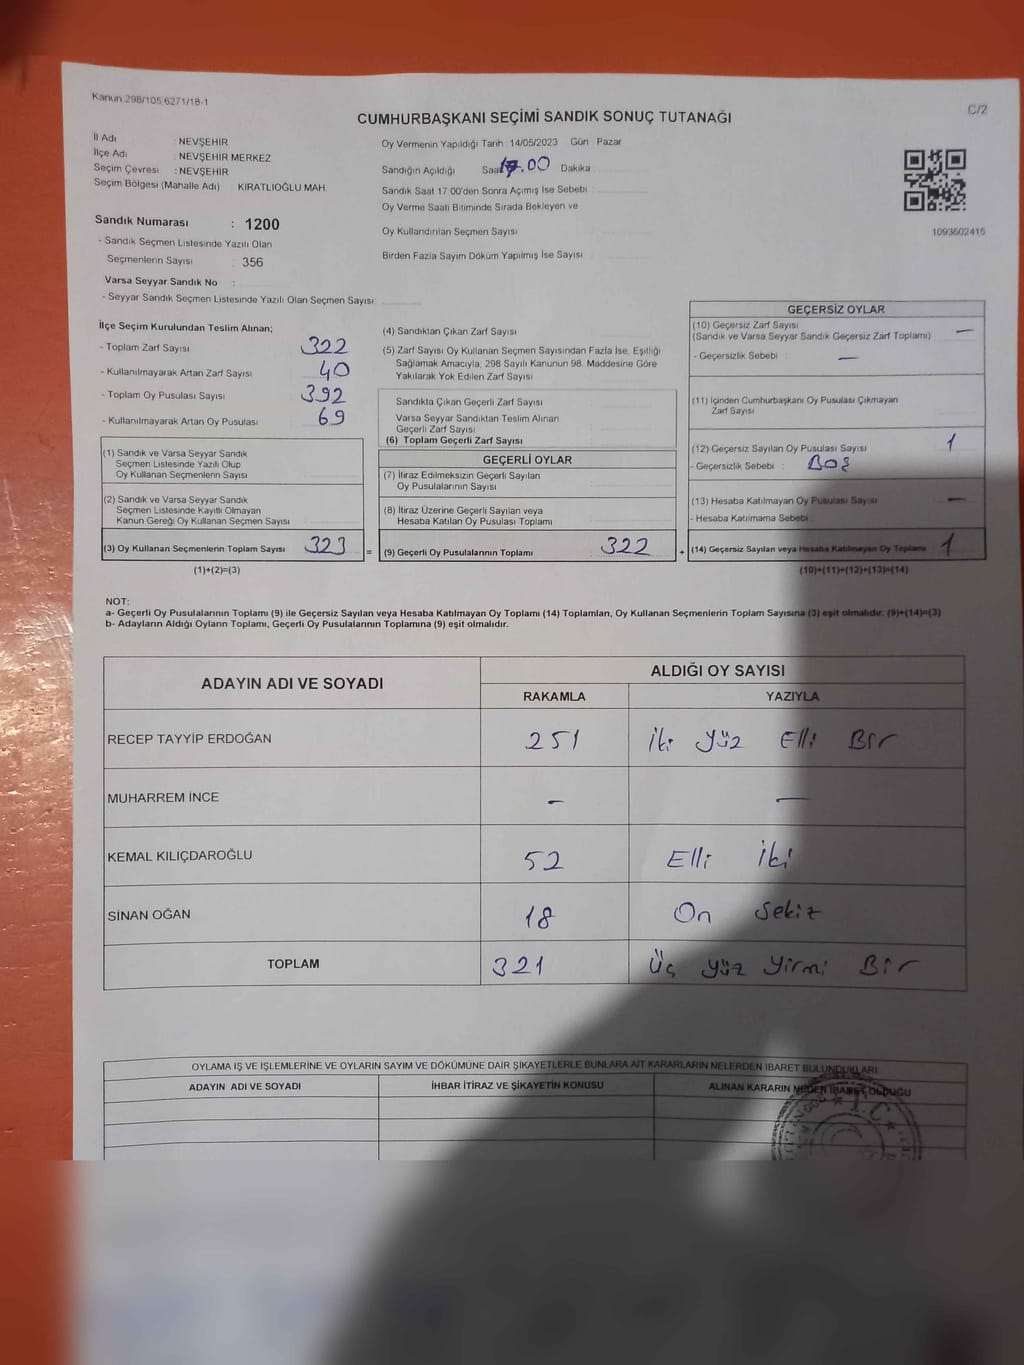 Kanun 298/105,6271/18-1
C/2
CUMHURBAŞKANI SEÇİMİ SANDIK SONUÇ TUTANAĞI
İl Adı : NEVŞEHİR
İlçe Adı : NEVŞEHİR MERKEZ
Seçim Çevresi : NEVŞEHİR
Seçim Bölgesi (Mahalle Adı) : KIRATLIOĞLU MAH.
Oy Vermenin Yapıldığı Tarih : 14/05/2023 Gün : Pazar
Sandığın Açıldığı Saat 17.00 Dakika
Sandık Saat 17.00'den Sonra Açımış İse Sebebi
Oy Verme Saati Bitiminde Sırada Bekleyen ve
Oy Kullandırılan Seçmen Sayısı
Birden Fazla Sayım Döküm Yapılmış İse Sayısı
1093602415
Sandık Numarası : 1200
- Sandık Seçmen Listesinde Yazılı Olan
Seçmenlerin Sayısı : 356
Varsa Seyyar Sandık No :
- Seyyar Sandık Seçmen Listesinde Yazılı Olan Seçmen Sayısı:
İlçe Seçim Kurulundan Teslim Alınan;
- Toplam Zarf Sayısı 322
- Kullanılmayarak Artan Zarf Sayısı 40
- Toplam Oy Pusulası Sayısı 392
- Kullanılmayarak Artan Oy Pusulası 69
(1) Sandık ve Varsa Seyyar Sandık
Seçmen Listesinde Yazılı Olup
Oy Kullanan Seçmenlerin Sayısı
(2) Sandık ve Varsa Seyyar Sandık
Seçmen Listesinde Kayıtlı Olmayan
Kanun Gereği Oy Kullanan Seçmen Sayısı
(3) Oy Kullanan Seçmenlerin Toplam Sayısı 323
(1)+(2)=(3)
=
(4) Sandıktan Çıkan Zarf Sayısı
(5) Zarf Sayısı Oy Kullanan Seçmen Sayısından Fazla İse, Eşitliği
Sağlamak Amacıyla, 298 Sayılı Kanunun 98. Maddesine Göre
Yakılarak Yok Edilen Zarf Sayısı
Sandıkta Çıkan Geçerli Zarf Sayısı
Varsa Seyyar Sandıktan Teslim Alınan
Geçerli Zarf Sayısı
(6) Toplam Geçerli Zarf Sayısı
GEÇERLİ OYLAR
(7) İtiraz Edilmeksizin Geçerli Sayılan
Oy Pusulalarının Sayısı
(8) İtiraz Üzerine Geçerli Sayılan veya
Hesaba Katılan Oy Pusulası Toplamı
(9) Geçerli Oy Pusulalarının Toplamı 322
+
GEÇERSİZ OYLAR
(10) Geçersiz Zarf Sayısı
(Sandık ve Varsa Seyyar Sandık Geçersiz Zarf Toplamı) —
- Geçersizlik Sebebi : —
(11) İçinden Cumhurbaşkanı Oy Pusulası Çıkmayan
Zarf Sayısı
(12) Geçersiz Sayılan Oy Pusulası Sayısı 1
- Geçersizlik Sebebi : Boş
(13) Hesaba Katılmayan Oy Pusulası Sayısı —
- Hesaba Katılmama Sebebi
(14) Geçersiz Sayılan veya Hesaba Katılmayan Oy Toplamı 1
(10)+(11)+(12)+(13)=(14)
NOT:
a- Geçerli Oy Pusulalarının Toplamı (9) ile Geçersiz Sayılan veya Hesaba Katılmayan Oy Toplamı (14) Toplamları, Oy Kullanan Seçmenlerin Toplam Sayısına (3) eşit olmalıdır. (9)+(14)=(3)
b- Adayların Aldığı Oyların Toplamı, Geçerli Oy Pusulalarının Toplamına (9) eşit olmalıdır.
ADAYIN ADI VE SOYADI
ALDIĞI OY SAYISI
RAKAMLA YAZIYLA
RECEP TAYYİP ERDOĞAN 251 İki Yüz Elli Bir
MUHARREM İNCE – —
KEMAL KILIÇDAROĞLU 52 Elli İki
SİNAN OĞAN 18 On Sekiz
TOPLAM 321 Üç Yüz Yirmi Bir
OYLAMA İŞ VE İŞLEMLERİNE VE OYLARIN SAYIM VE DÖKÜMÜNE DAİR ŞİKAYETLERLE BUNLARA AİT KARARLARIN NELERDEN İBARET BULUNDUKLARI
ADAYIN ADI VE SOYADI İHBAR İTİRAZ VE ŞİKAYETİN KONUSU ALINAN KARARIN NEDEN İBARET OLDUĞU
T.C.